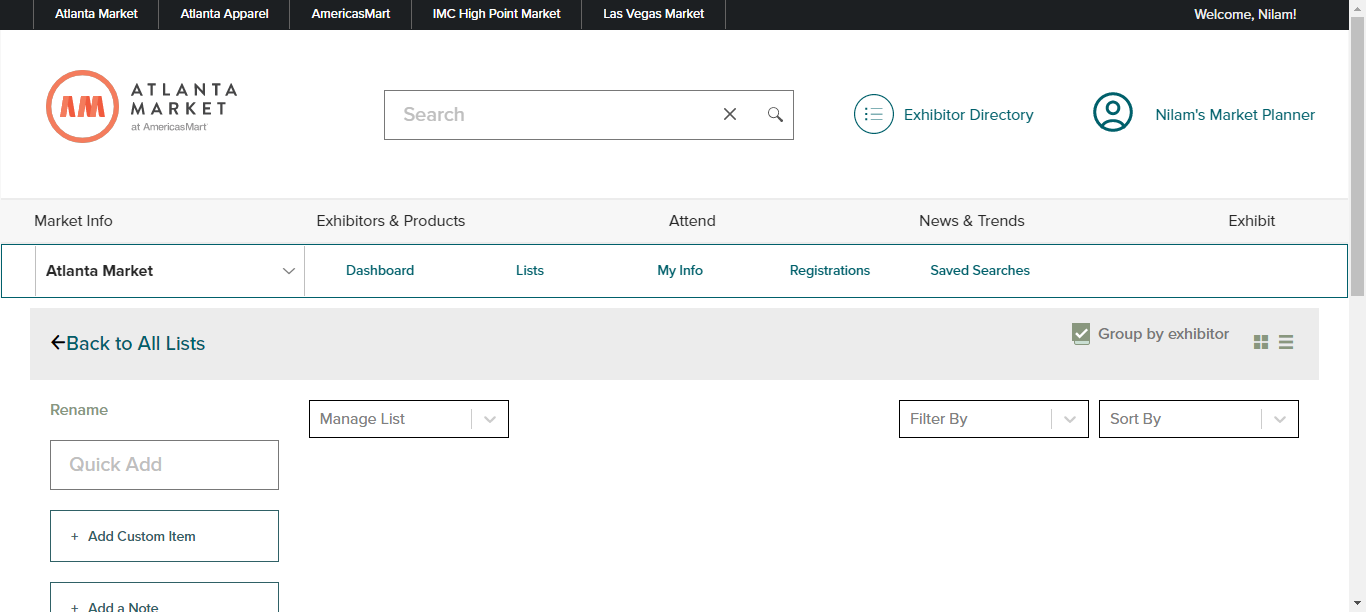 Atlanta Market Atlanta Apparel AmericasMart IMC High Point Market Las Vegas Market Welcome, Nilam!
AM ATLANTA
MARKET
at AmericasMart
Search Exhibitor Directory Nilam's Market Planner
Market Info Exhibitors & Products Attend News & Trends Exhibit
Atlanta Market Dashboard Lists My Info Registrations Saved Searches
Back to All Lists Group by exhibitor
Rename
Manage List Filter By Sort By
Quick Add
+ Add Custom Item
+ Add a Note